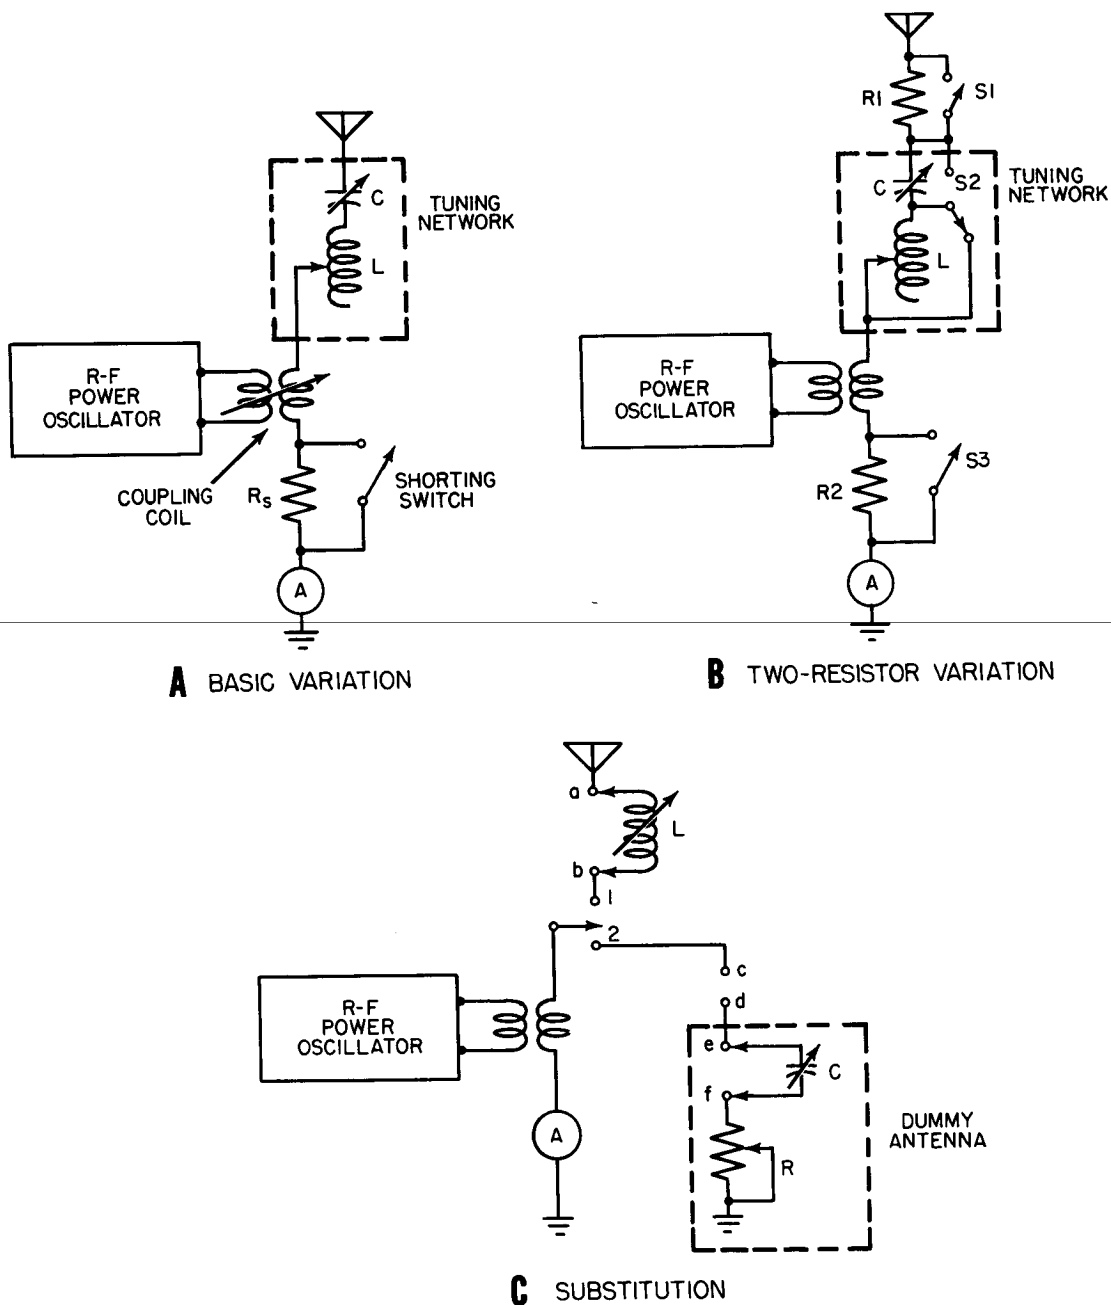 C
TUNING
NETWORK
L
R-F
POWER
OSCILLATOR
COUPLING
COIL
Rs
SHORTING
SWITCH
A
A BASIC VARIATION
R1
S1
C
S2
TUNING
NETWORK
L
R-F
POWER
OSCILLATOR
R2
S3
A
B TWO-RESISTOR VARIATION
a
L
b
1
2
c
d
R-F
POWER
OSCILLATOR
e
C
f
DUMMY
ANTENNA
A
R
C SUBSTITUTION